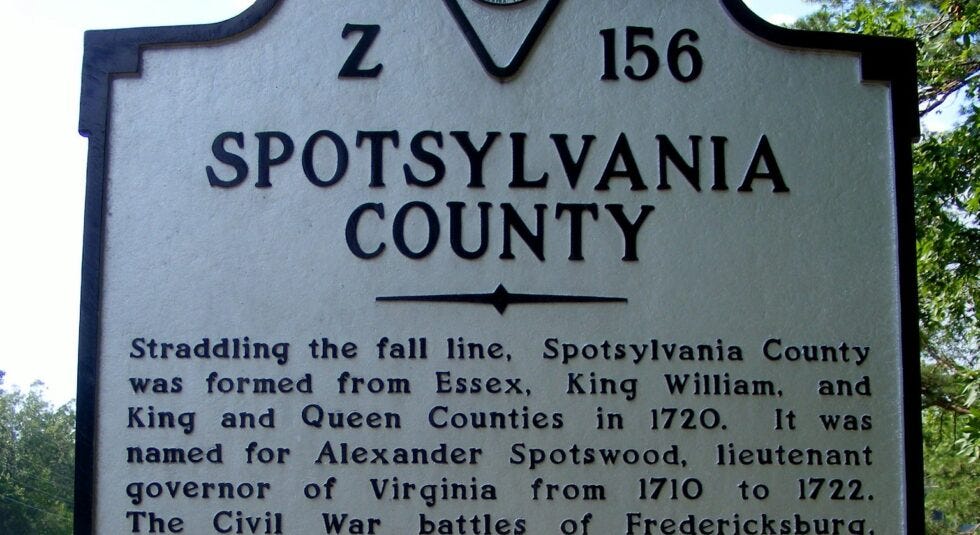 Z 156
SPOTSYLVANIA
COUNTY
Straddling the fall line, Spotsylvania County
was formed from Essex, King William, and
King and Queen Counties in 1720. It was
named for Alexander Spotswood, lieutenant
governor of Virginia from 1710 to 1722.
The Civil War battles of Fredericksburg,